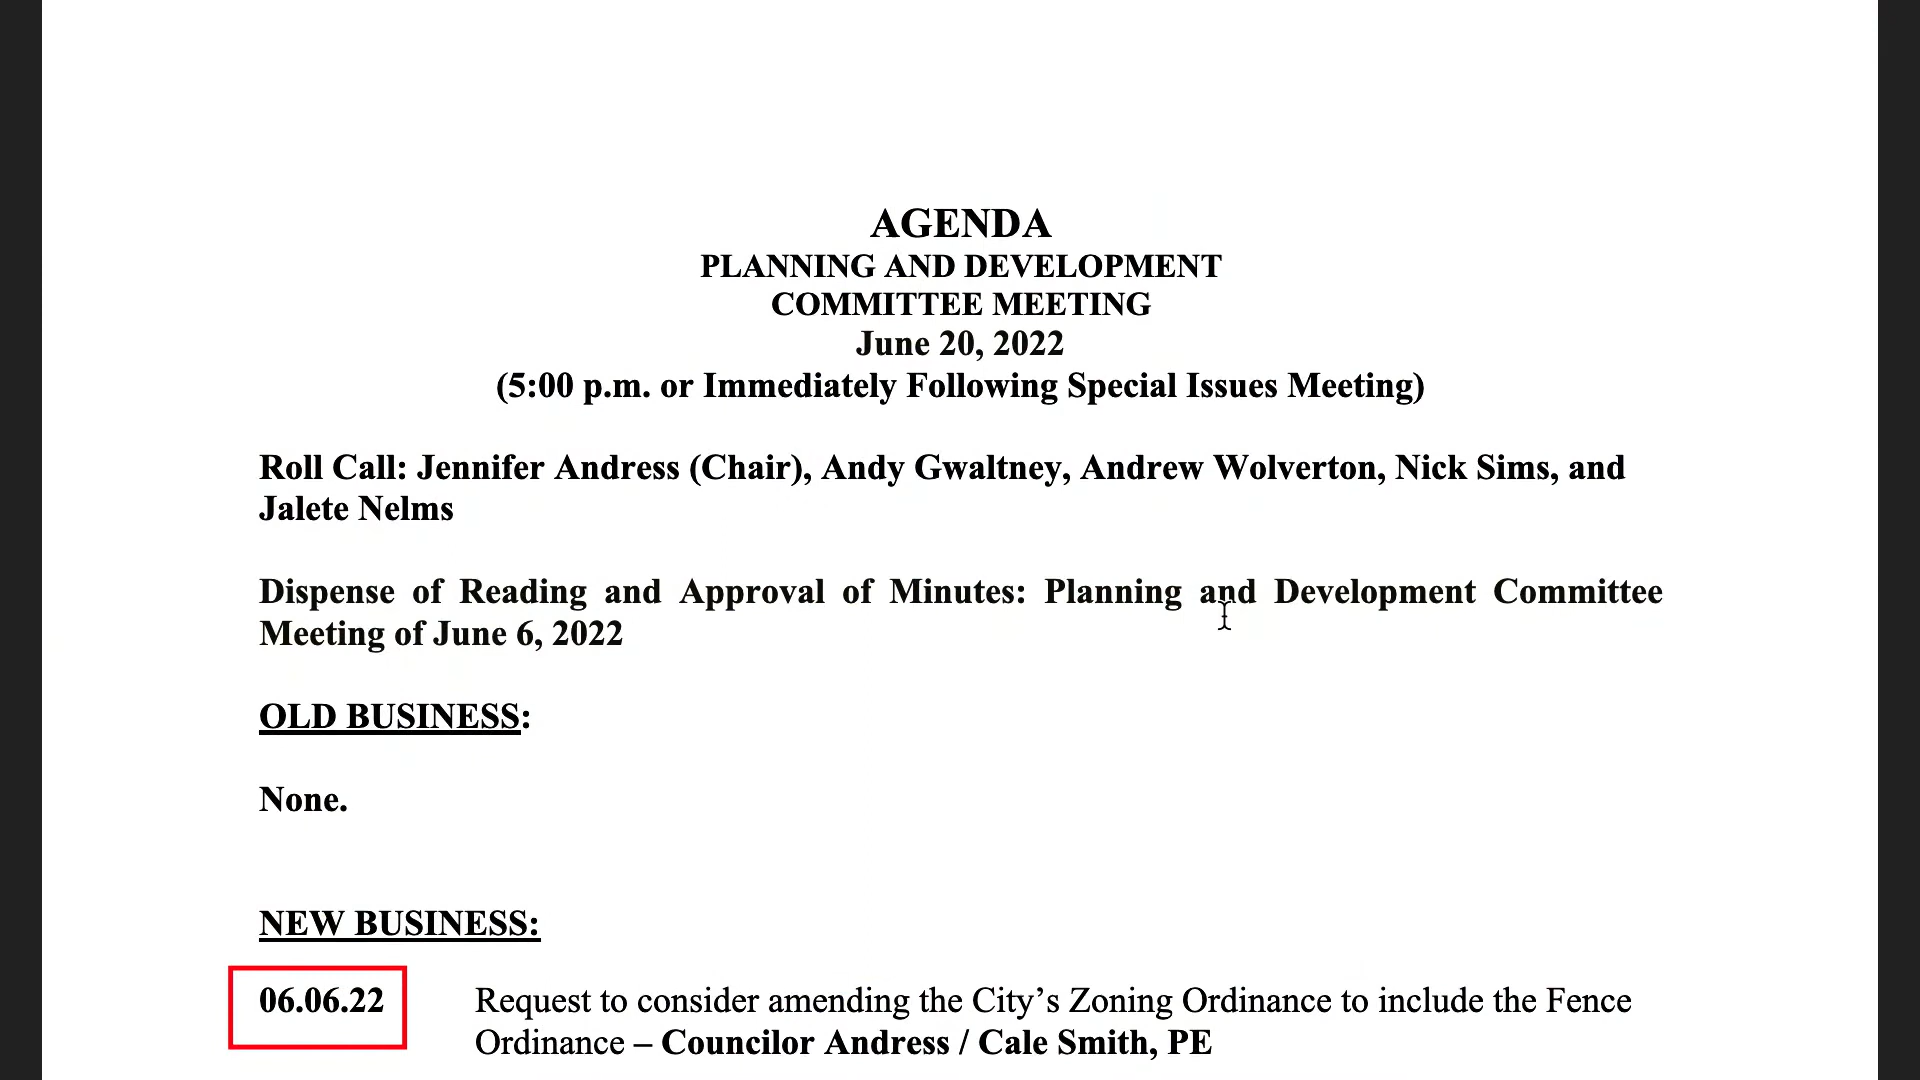 AGENDA
PLANNING AND DEVELOPMENT
COMMITTEE MEETING
June 20, 2022
(5:00 p.m. or Immediately Following Special Issues Meeting)
Roll Call: Jennifer Andress (Chair), Andy Gwaltney, Andrew Wolverton, Nick Sims, and
Jalete Nelms
Dispense of Reading and Approval of Minutes: Planning and Development Committee
Meeting of June 6, 2022
OLD BUSINESS:
None.
NEW BUSINESS:
06.06.22 Request to consider amending the City’s Zoning Ordinance to include the Fence
Ordinance – Councilor Andress / Cale Smith, PE